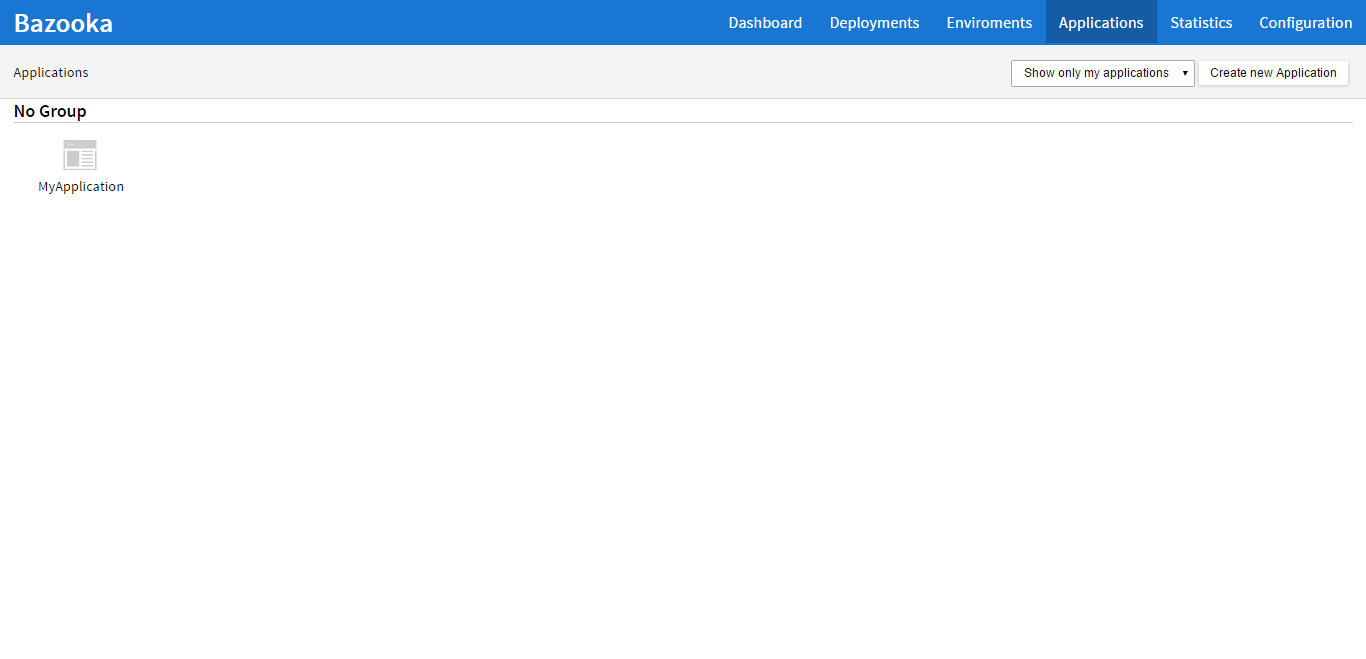 Bazooka Dashboard Deployments Enviroments Applications Statistics Configuration
Applications Show only my applications Create new Application
No Group
MyApplication